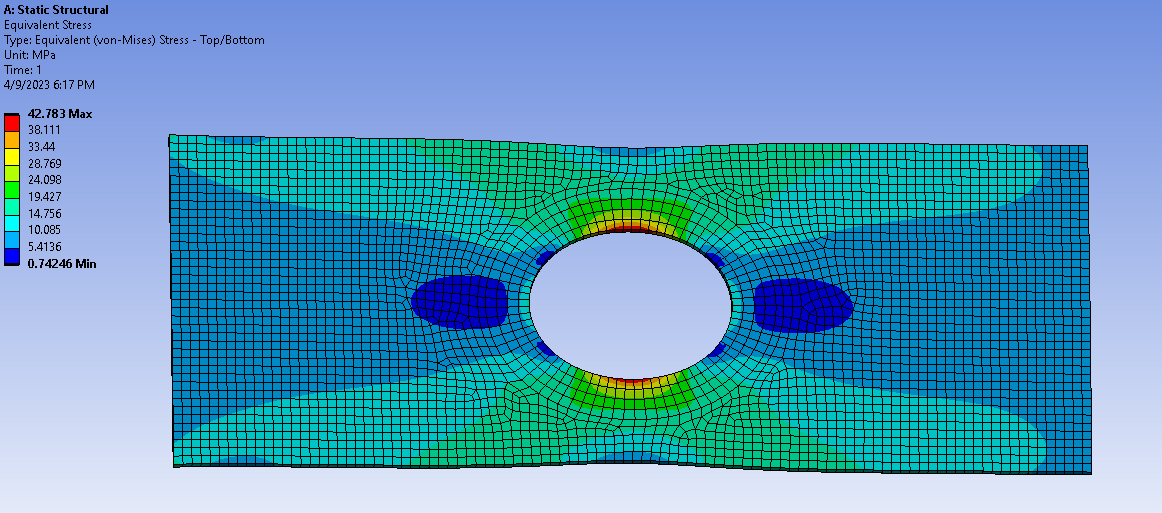 A: Static Structural
Equivalent Stress
Type: Equivalent (von-Mises) Stress - Top/Bottom
Unit: MPa
Time: 1
4/9/2023 6:17 PM
42.783 Max
38.111
33.44
28.769
24.098
19.427
14.756
10.085
5.4136
0.74246 Min